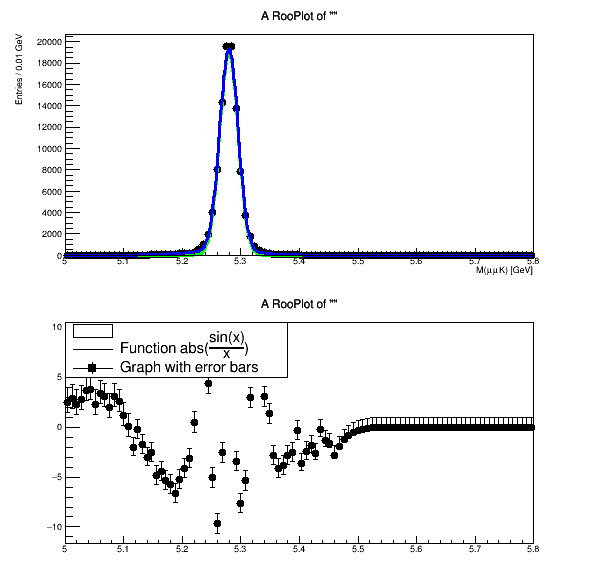 A RooPlot of ""
Entries / 0.01 GeV
20000
18000
16000
14000
12000
10000
8000
6000
4000
2000
0
5 5.1 5.2 5.3 5.4 5.5 5.6 5.7 5.8
M(μμK) [GeV]
A RooPlot of ""
10
5
0
−5
−10
Function abs(sin(x)/x)
Graph with error bars
5 5.1 5.2 5.3 5.4 5.5 5.6 5.7 5.8